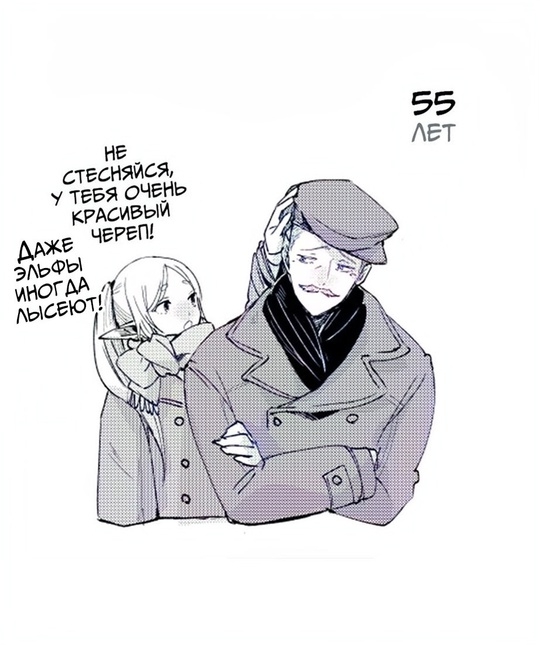 55
ЛЕТ
НЕ
СТЕСНЯЙСЯ,
У ТЕБЯ ОЧЕНЬ
КРАСИВЫЙ
ЧЕРЕП!
ДАЖЕ
ЭЛЬФЫ
ИНОГДА
ЛЫСЕЮТ!